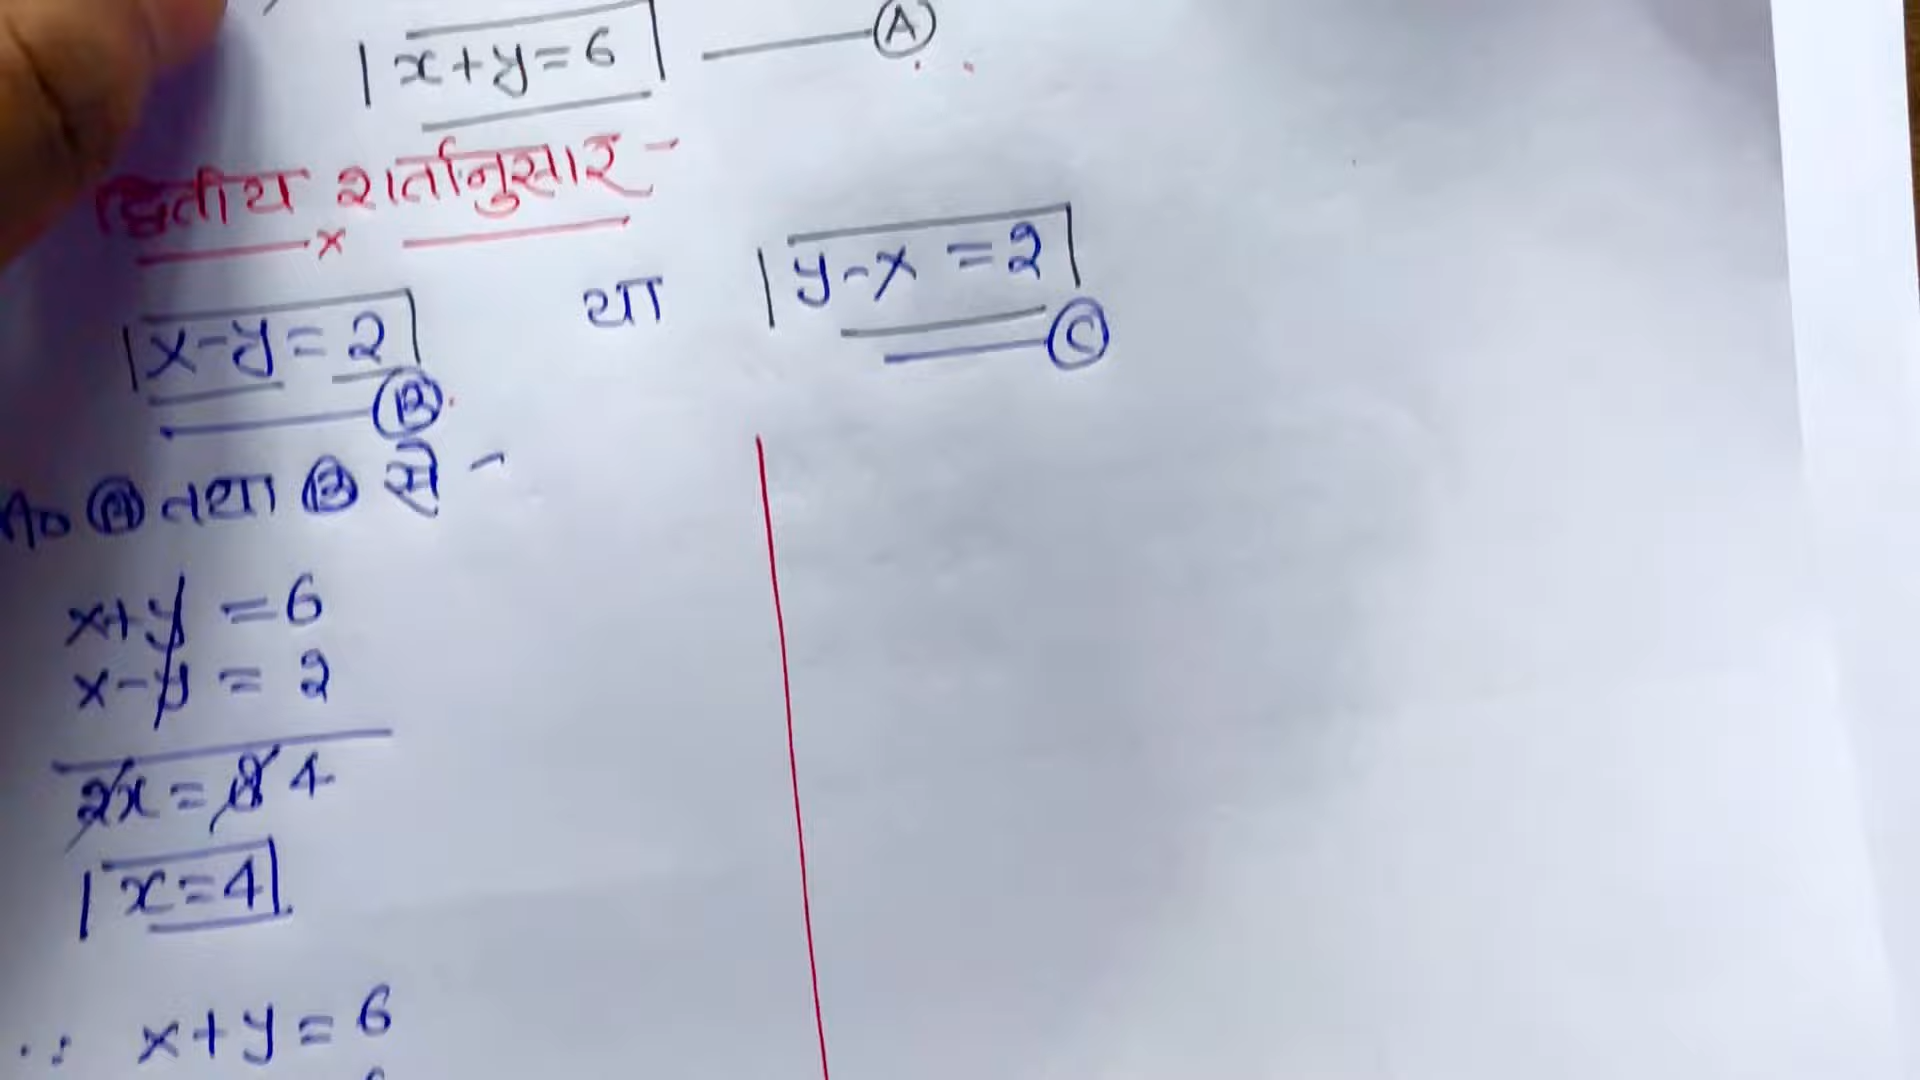 x+y=6 —— (A)
द्वितीय शर्तानुसार -
x-y=2 या y-x=2
(B) (C)
(A) तथा (B) से -
x+y=6
x-y=2
2x=8 4
x=4
∵ x+y=6